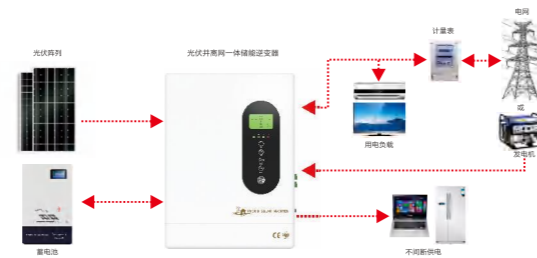 电网
计量表
光伏阵列
光伏并离网一体储能逆变器
或
用电负载
发电机
CE
蓄电池
不间断供电